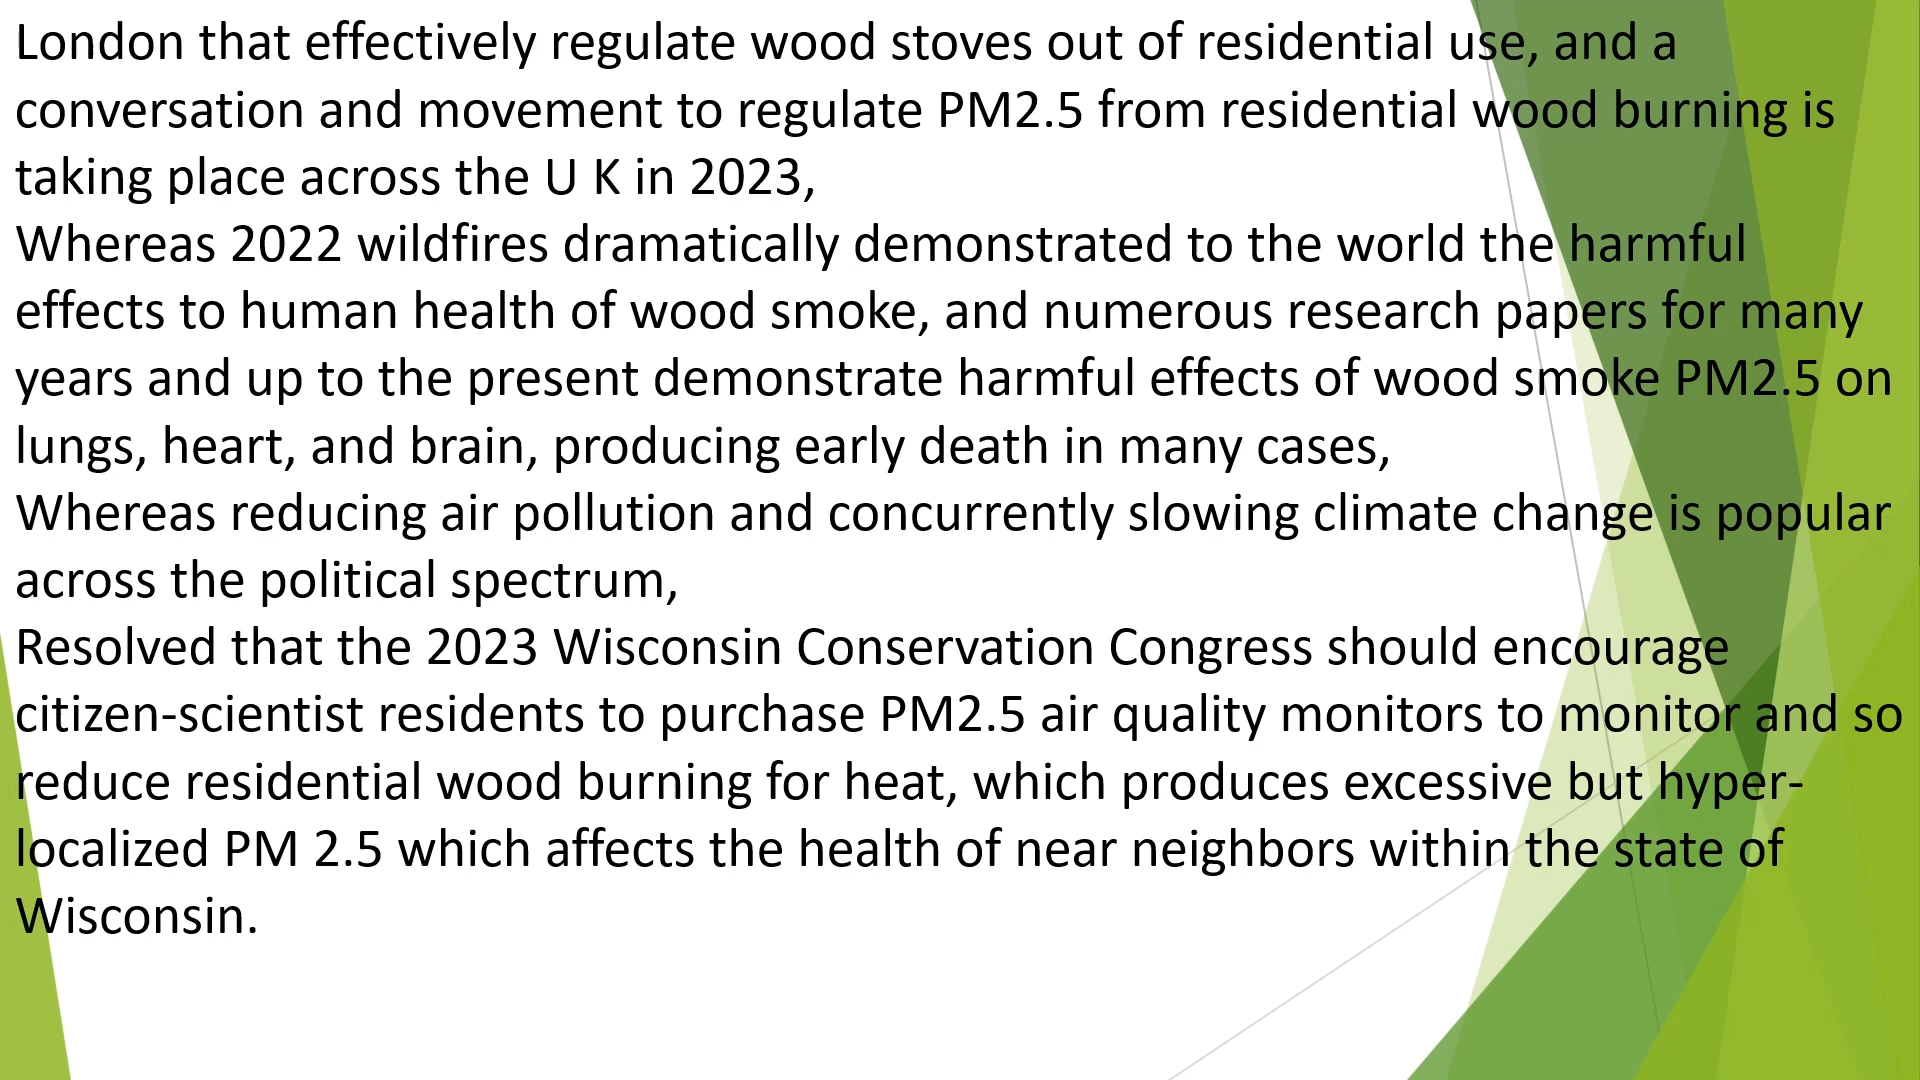 London that effectively regulate wood stoves out of residential use, and a
conversation and movement to regulate PM2.5 from residential wood burning is
taking place across the U K in 2023,
Whereas 2022 wildfires dramatically demonstrated to the world the harmful
effects to human health of wood smoke, and numerous research papers for many
years and up to the present demonstrate harmful effects of wood smoke PM2.5 on
lungs, heart, and brain, producing early death in many cases,
Whereas reducing air pollution and concurrently slowing climate change is popular
across the political spectrum,
Resolved that the 2023 Wisconsin Conservation Congress should encourage
citizen-scientist residents to purchase PM2.5 air quality monitors to monitor and so
reduce residential wood burning for heat, which produces excessive but hyper-
localized PM 2.5 which affects the health of near neighbors within the state of
Wisconsin.